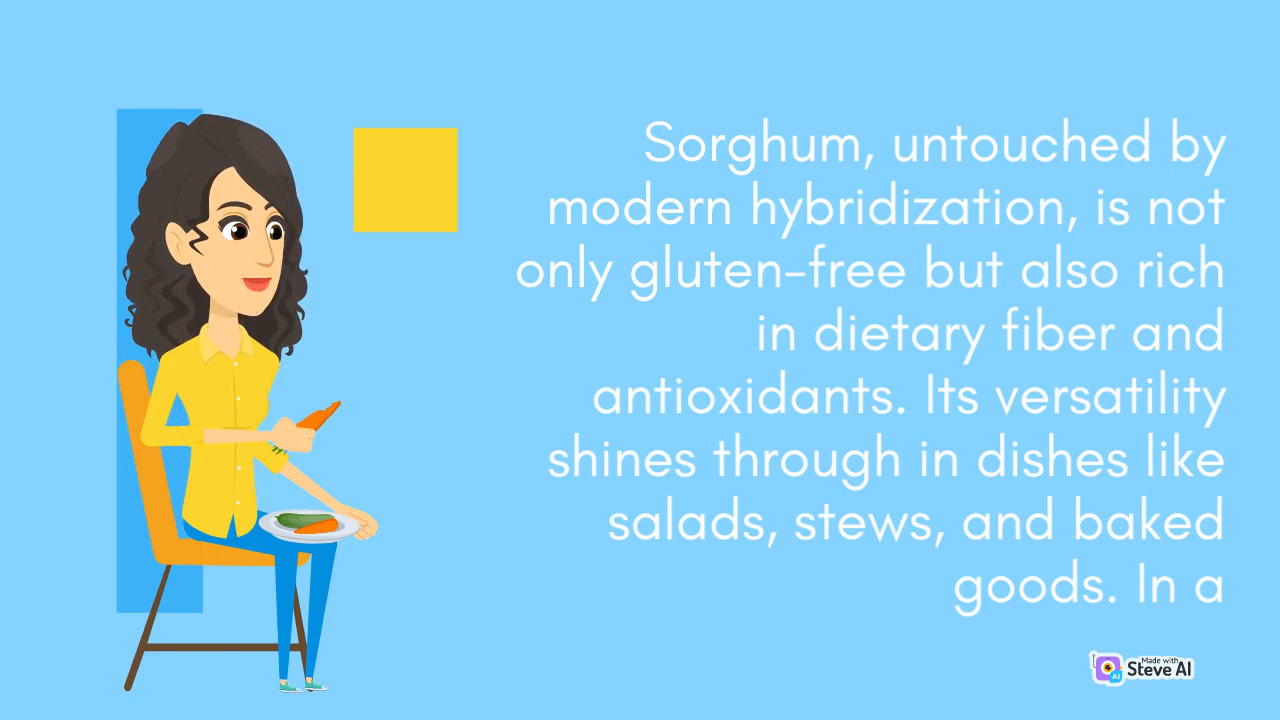 Sorghum, untouched by
modern hybridization, is not
only gluten-free but also rich
in dietary fiber and
antioxidants. Its versatility
shines through in dishes like
salads, stews, and baked
goods. In a
Made with
Steve AI
AI